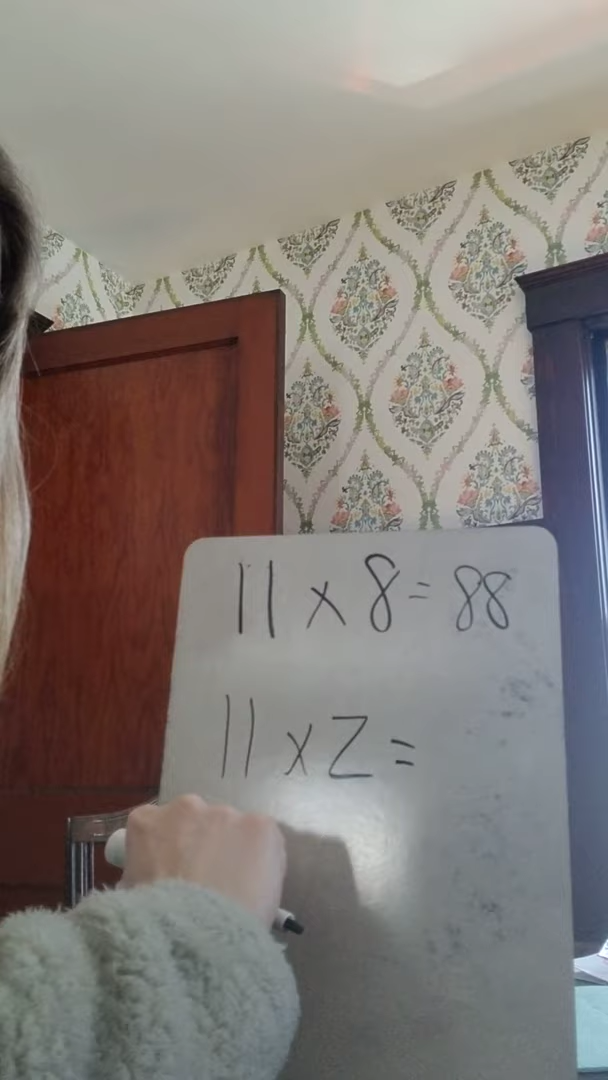 11 x 8 = 88
11 x 2 =